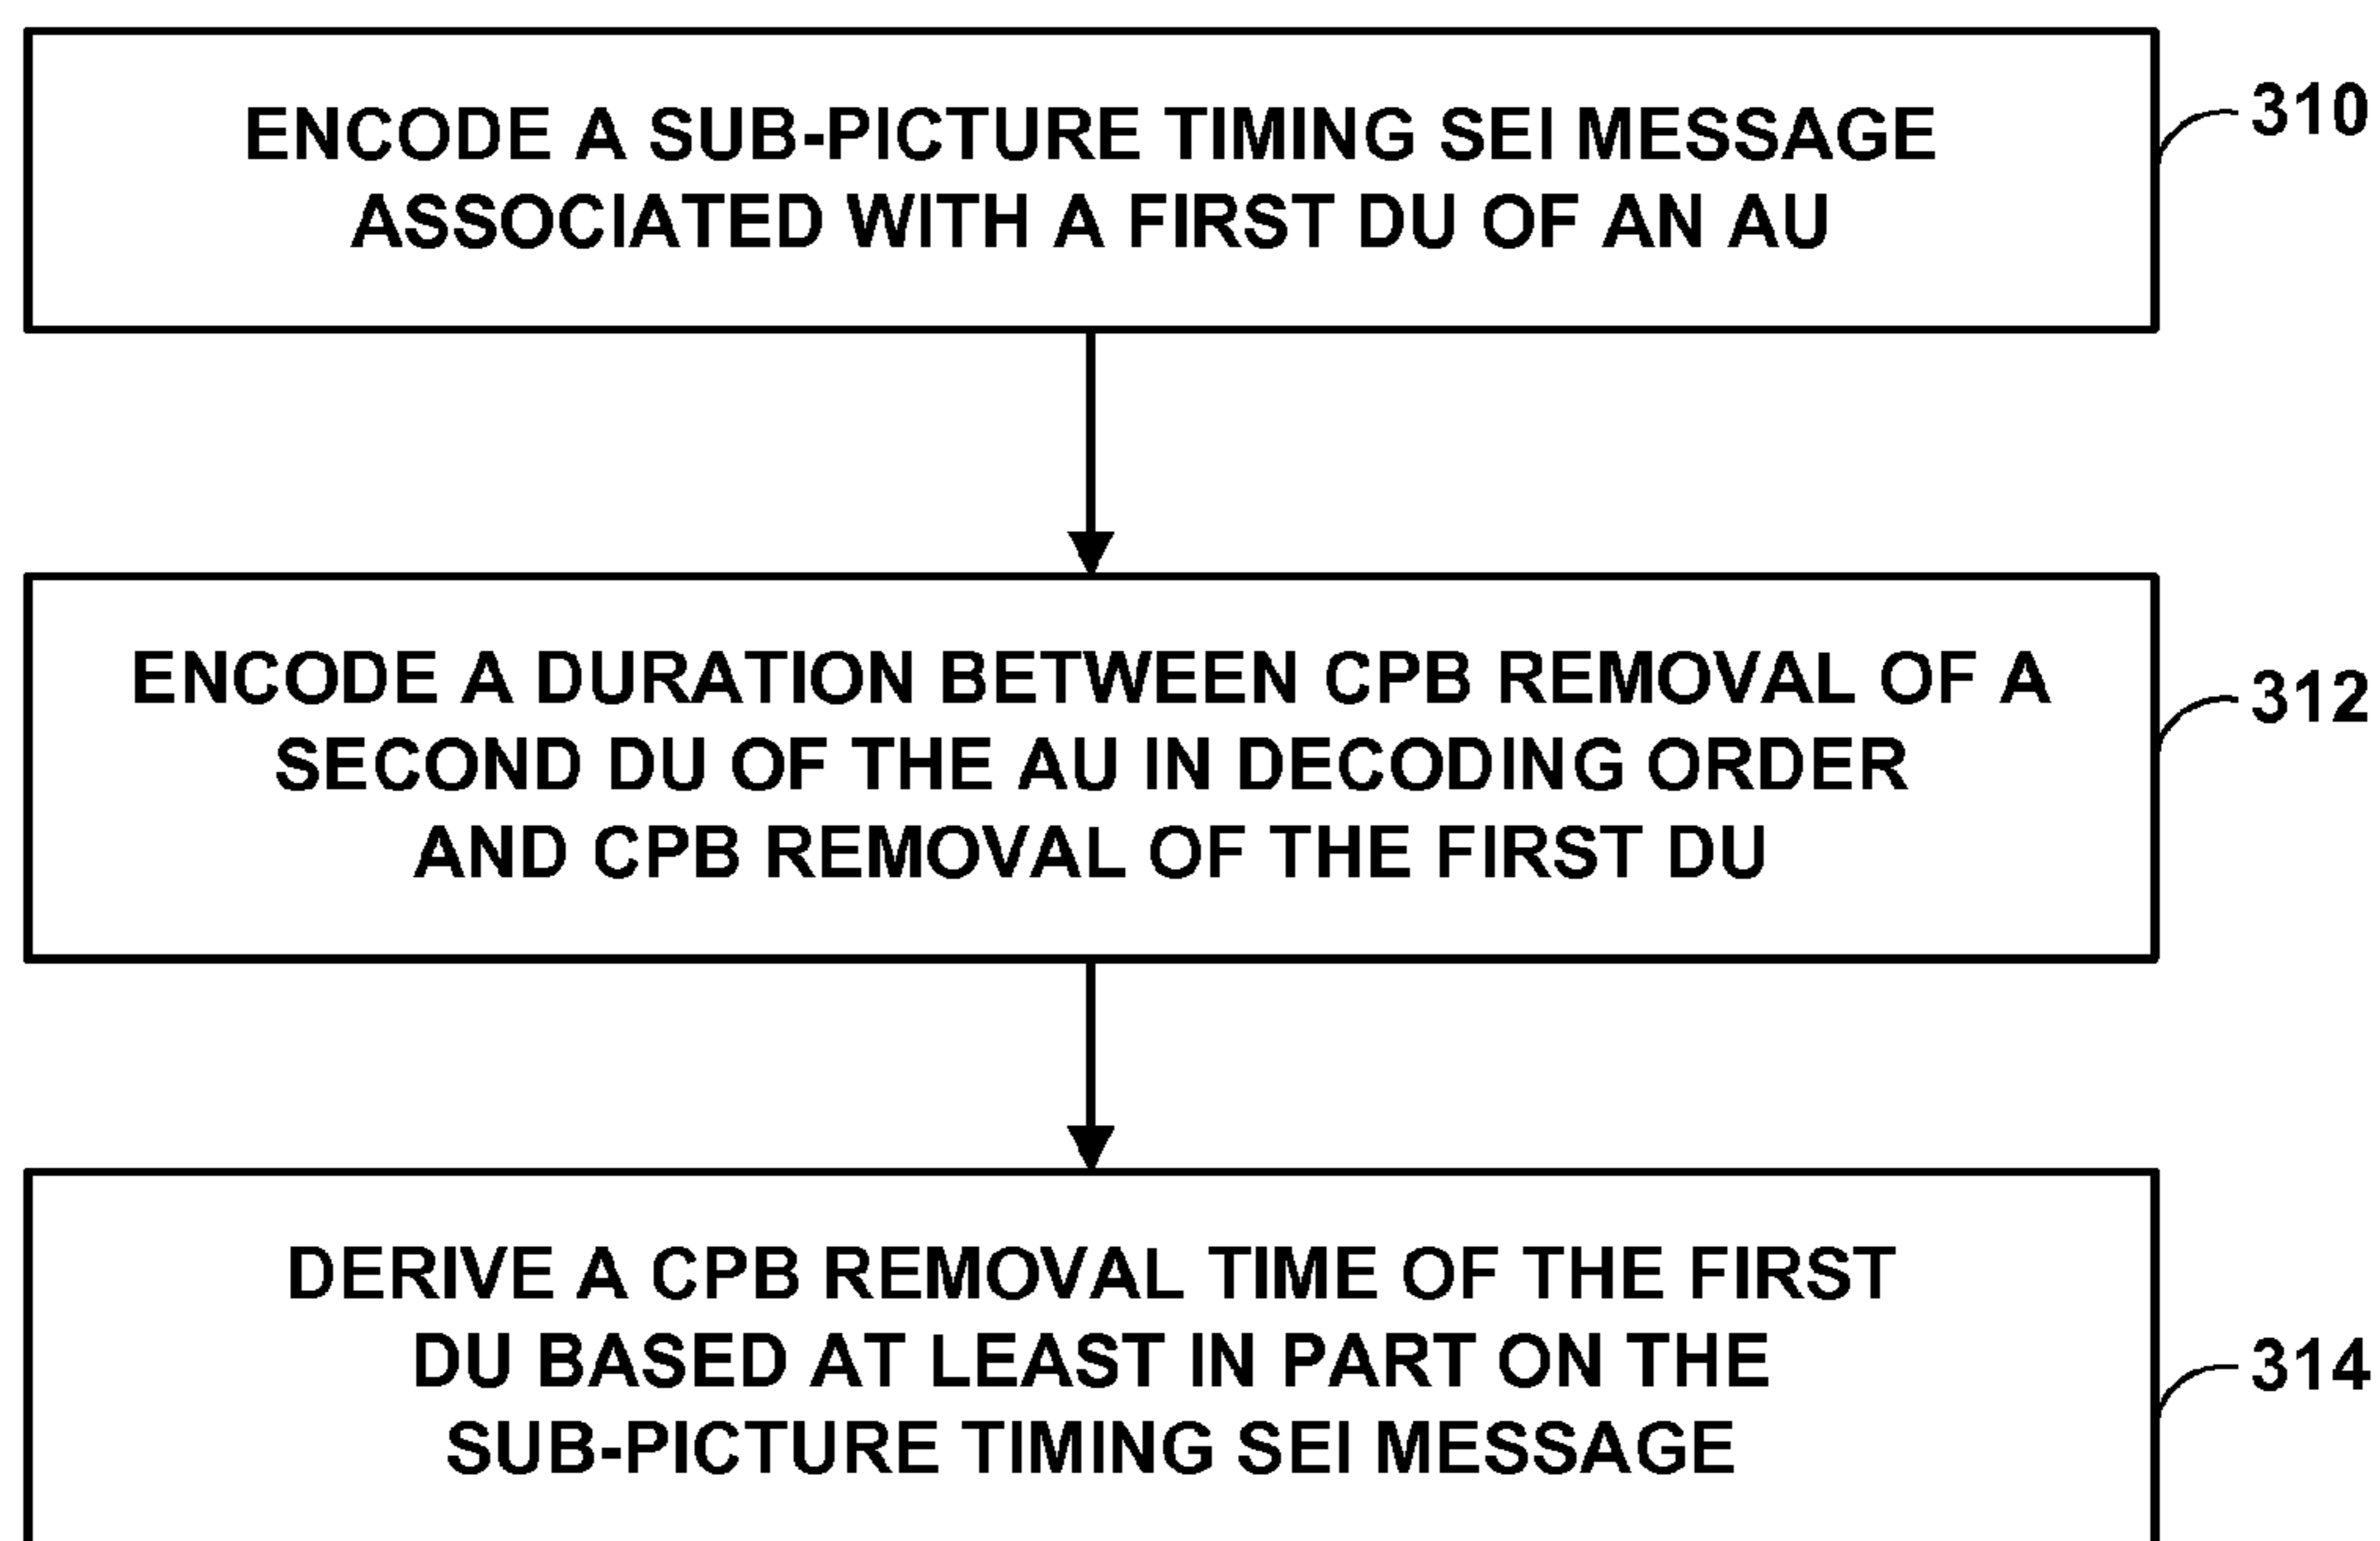 ENCODE A SUB-PICTURE TIMING SEI MESSAGE
ASSOCIATED WITH A FIRST DU OF AN AU
310
ENCODE A DURATION BETWEEN CPB REMOVAL OF A
SECOND DU OF THE AU IN DECODING ORDER
AND CPB REMOVAL OF THE FIRST DU
312
DERIVE A CPB REMOVAL TIME OF THE FIRST
DU BASED AT LEAST IN PART ON THE
SUB-PICTURE TIMING SEI MESSAGE
314